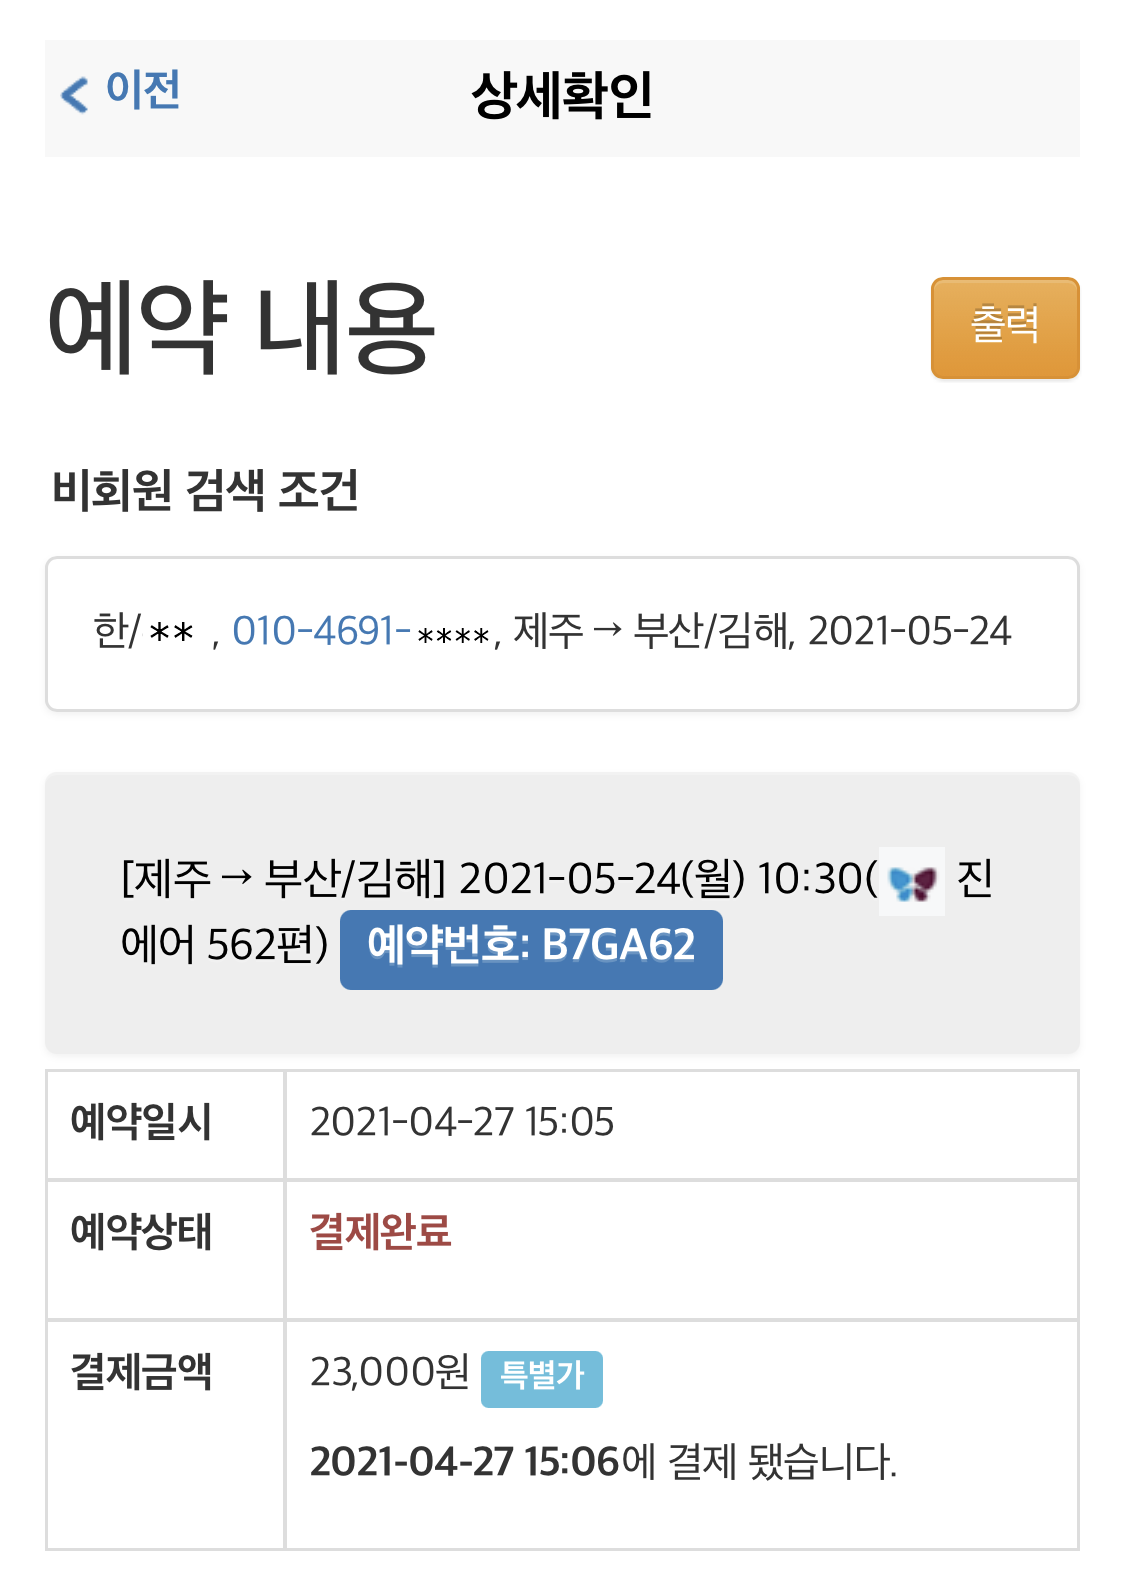 이전
상세확인
예약 내용
출력
비회원 검색 조건
한/** , 010-4691-****, 제주 → 부산/김해, 2021-05-24
[제주 → 부산/김해] 2021-05-24(월) 10:30( 진
에어 562편) 예약번호: B7GA62
예약일시 2021-04-27 15:05
예약상태 결제완료
결제금액 23,000원 특별가
2021-04-27 15:06에 결제 됐습니다.